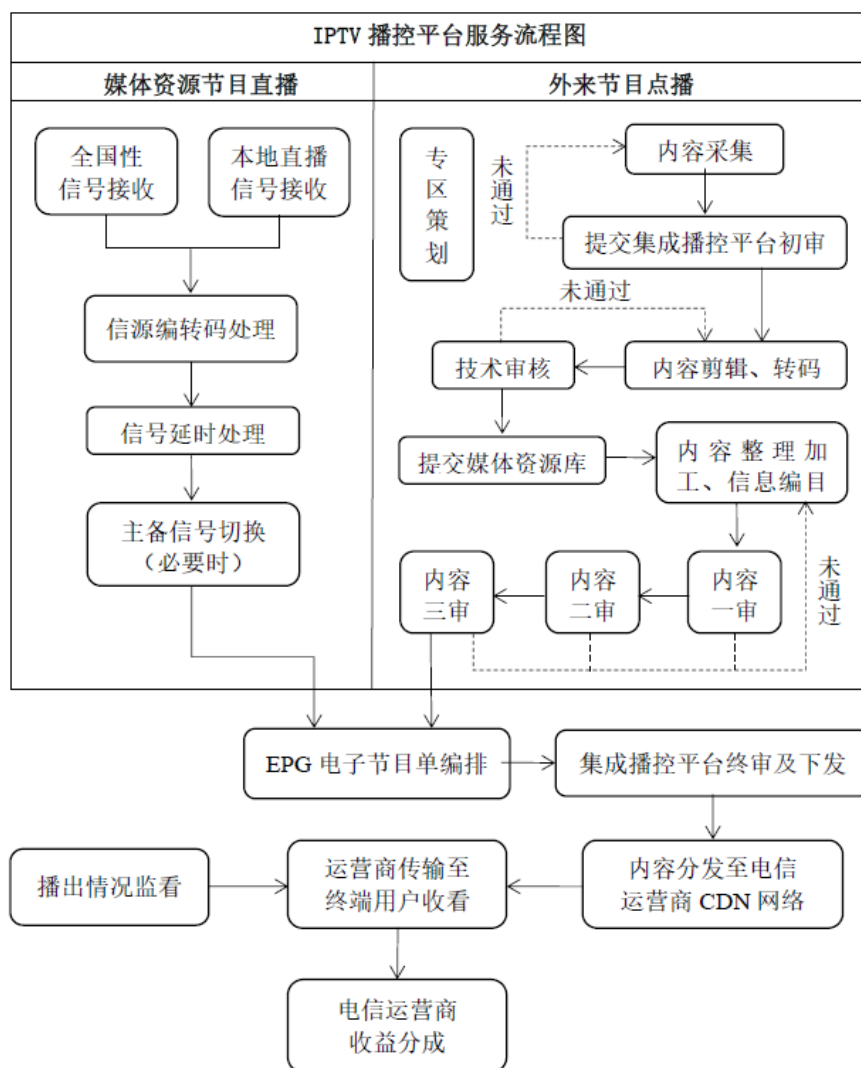 IPTV 播控平台服务流程图
媒体资源节目直播
外来节目点播
全国性
信号接收
本地直播
信号接收
信源编转码处理
信号延时处理
主备信号切换
（必要时）
专区策划
未通过
内容采集
提交集成播控平台初审
未通过
技术审核
内容剪辑、转码
提交媒体资源库
内容整理加
工、信息编目
内容
三审
内容
二审
内容
一审
未通过
EPG 电子节目单编排
集成播控平台终审及下发
播出情况监看
运营商传输至
终端用户收看
内容分发至电信
运营商 CDN 网络
电信运营商
收益分成